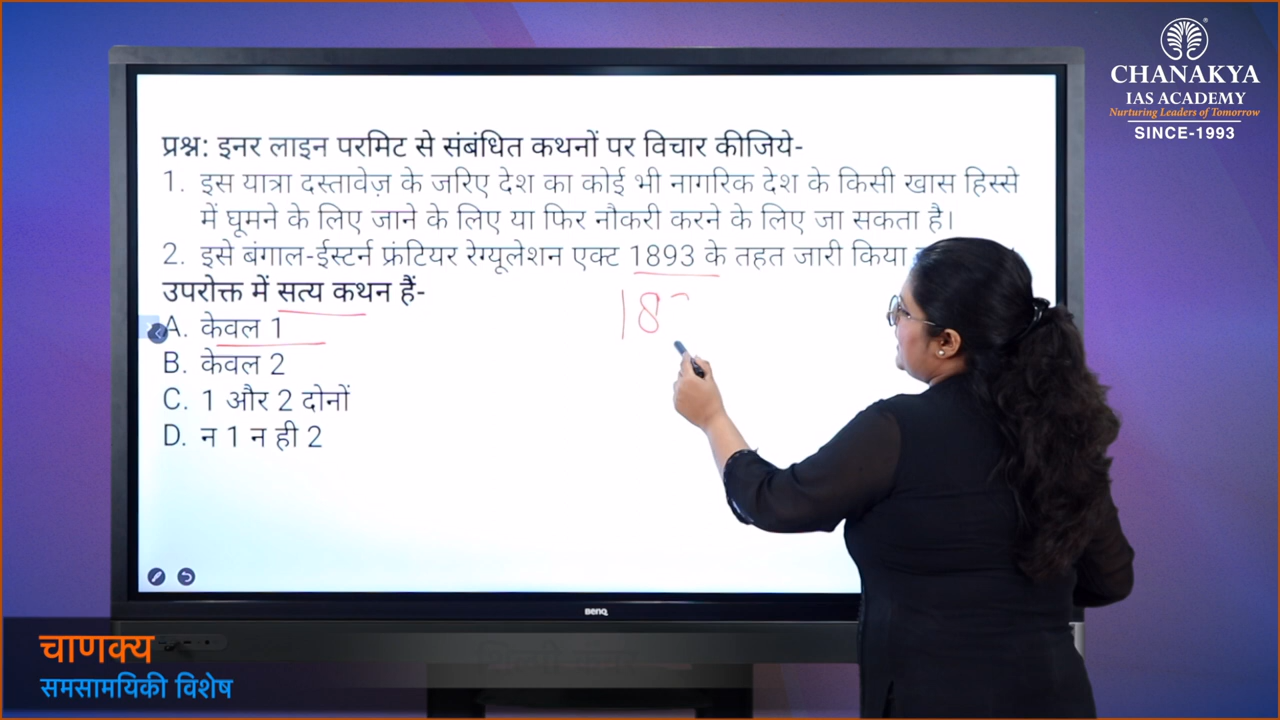 CHANAKYA
IAS ACADEMY
Nurturing Leaders of Tomorrow
SINCE-1993
प्रश्न: इनर लाइन परमिट से संबंधित कथनों पर विचार कीजिये-
1. इस यात्रा दस्तावेज़ के जरिए देश का कोई भी नागरिक देश के किसी खास हिस्से
में घूमने के लिए जाने के लिए या फिर नौकरी करने के लिए जा सकता है।
2. इसे बंगाल-ईस्टर्न फ्रंटियर रेग्यूलेशन एक्ट 1893 के तहत जारी किया
उपरोक्त में सत्य कथन हैं-
18
A. केवल 1
B. केवल 2
C. 1 और 2 दोनों
D. न 1 न ही 2
BenQ
चाणक्य
समसामयिकी विशेष